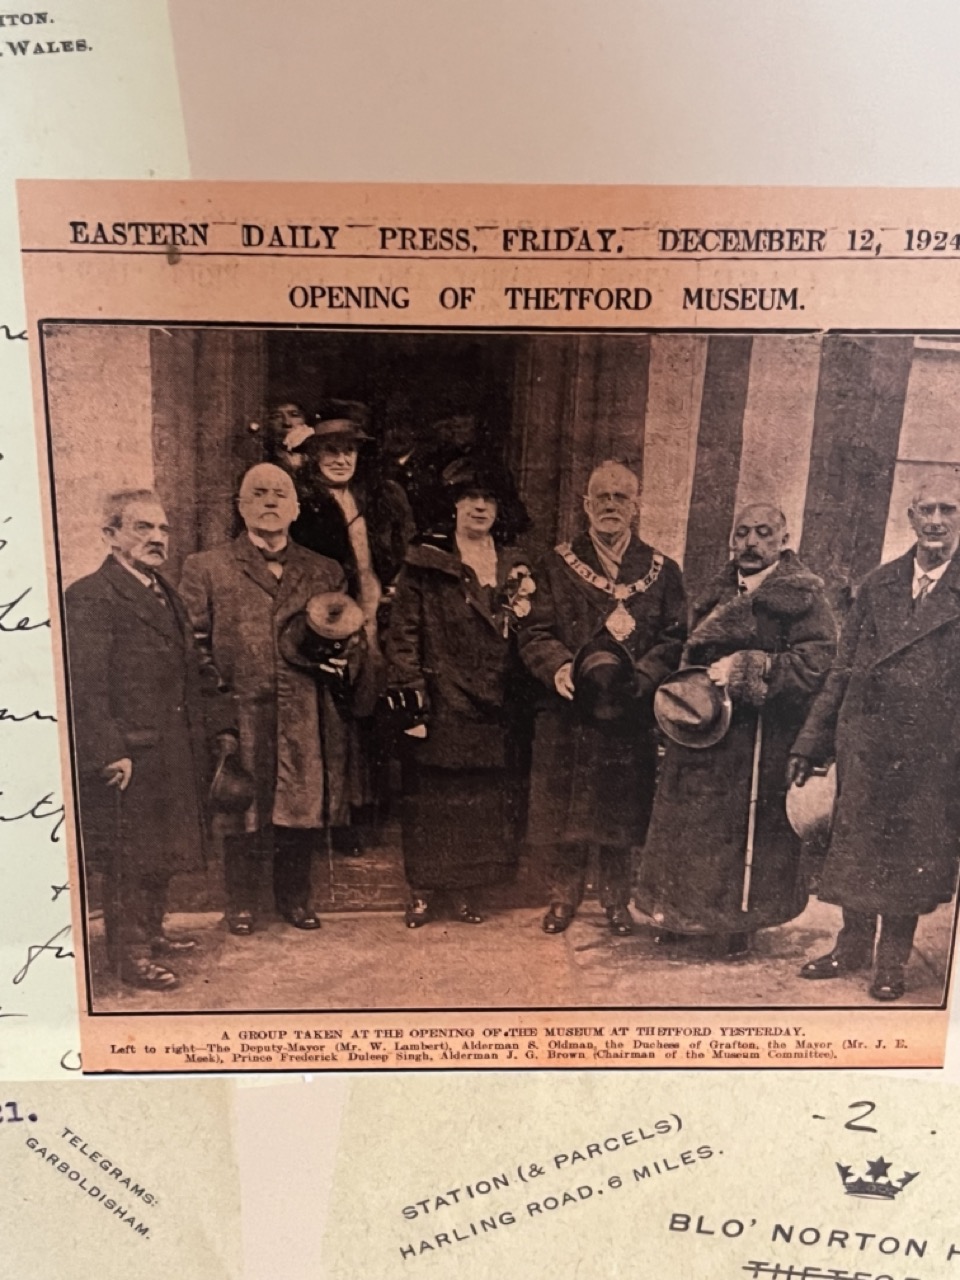 TON.
WALES.
EASTERN DAILY PRESS, FRIDAY, DECEMBER 12, 1924
OPENING OF THETFORD MUSEUM.
A GROUP TAKEN AT THE OPENING OF THE MUSEUM AT THETFORD YESTERDAY.
Left to right—The Deputy-Mayor (Mr. W. Lambert), Alderman S. Oldman, the Duchess of Grafton, the Mayor (Mr. J. E.
Meek), Prince Frederick Duleep Singh, Alderman J. G. Brown (Chairman of the Museum Committee).
21.
TELEGRAMS:
GARBOLDISHAM.
STATION (& PARCELS)
HARLING ROAD. 6 MILES.
- 2 .
BLO' NORTON H
THETFO